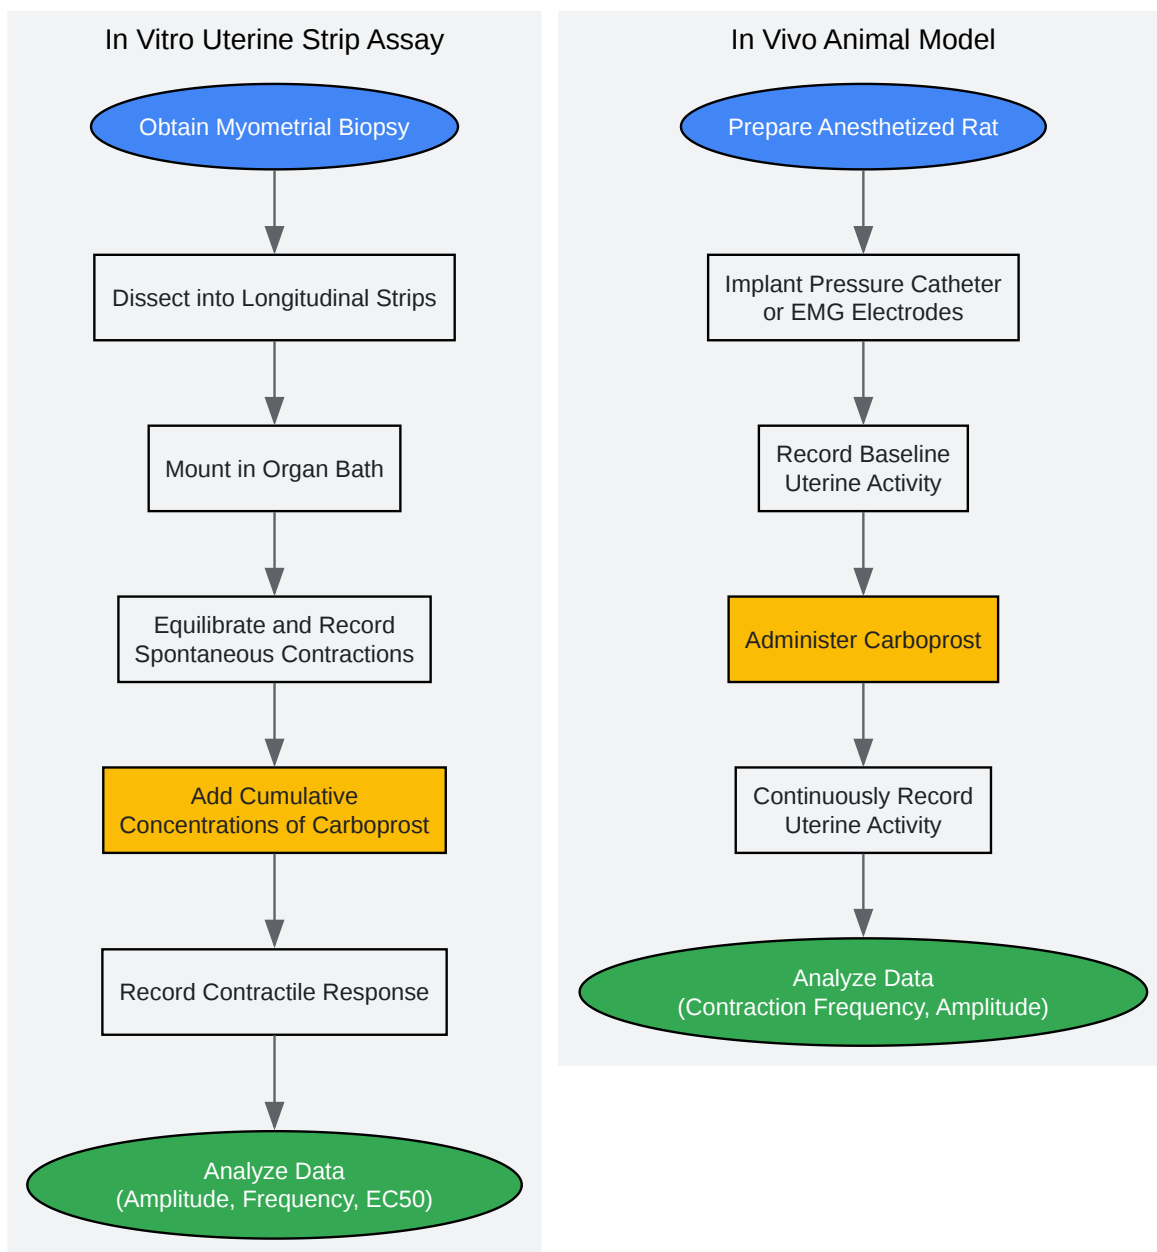 In Vitro Uterine Strip Assay
Obtain Myometrial Biopsy
Dissect into Longitudinal Strips
Mount in Organ Bath
Equilibrate and Record
Spontaneous Contractions
Add Cumulative
Concentrations of Carboprost
Record Contractile Response
Analyze Data
(Amplitude, Frequency, EC50)
In Vivo Animal Model
Prepare Anesthetized Rat
Implant Pressure Catheter
or EMG Electrodes
Record Baseline
Uterine Activity
Administer Carboprost
Continuously Record
Uterine Activity
Analyze Data
(Contraction Frequency, Amplitude)